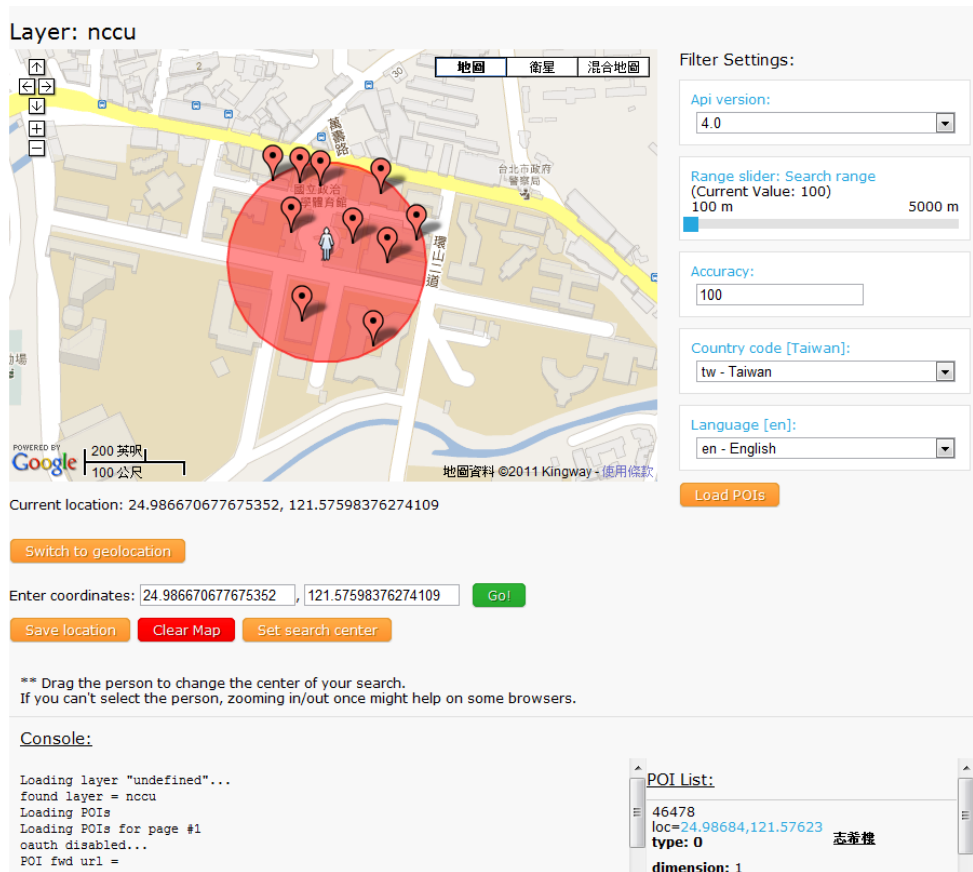 Layer: nccu
地圖
衛星
混合地圖
2
30
萬壽路
台北市政府
警察局
國立政治
學體育館
環山二道
場
POWERED BY
Google
200 英呎
100 公尺
地圖資料 ©2011 Kingway - 使用條款
Current location: 24.986670677675352, 121.57598376274109
Switch to geolocation
Enter coordinates: 24.986670677675352 , 121.57598376274109 Go!
Save location
Clear Map
Set search center
** Drag the person to change the center of your search.
If you can't select the person, zooming in/out once might help on some browsers.
Filter Settings:
Api version:
4.0
Range slider: Search range
(Current Value: 100)
100 m 5000 m
Accuracy:
100
Country code [Taiwan]:
tw - Taiwan
Language [en]:
en - English
Load POIs
Console:
Loading layer "undefined"...
found layer = nccu
Loading POIs
Loading POIs for page #1
oauth disabled...
POI fwd url =
POI List:
46478
loc=24.98684,121.57623
type: 0
志希樓
dimension: 1